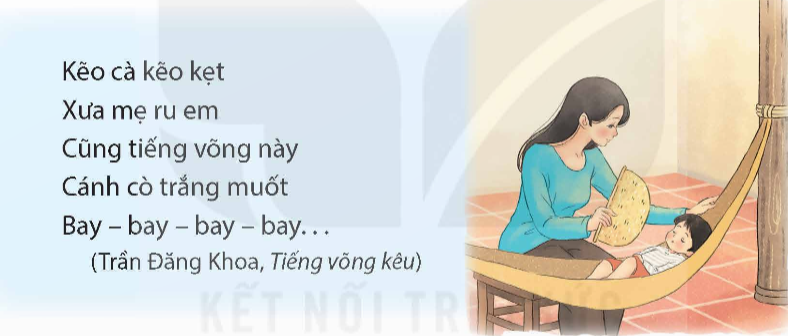 Kẽo cà kẽo kẹt
Xưa mẹ ru em
Cũng tiếng võng này
Cánh cò trắng muốt
Bay – bay – bay – bay...
(Trần Đăng Khoa, Tiếng võng kêu)
KẾT NỐI TRI THỨC